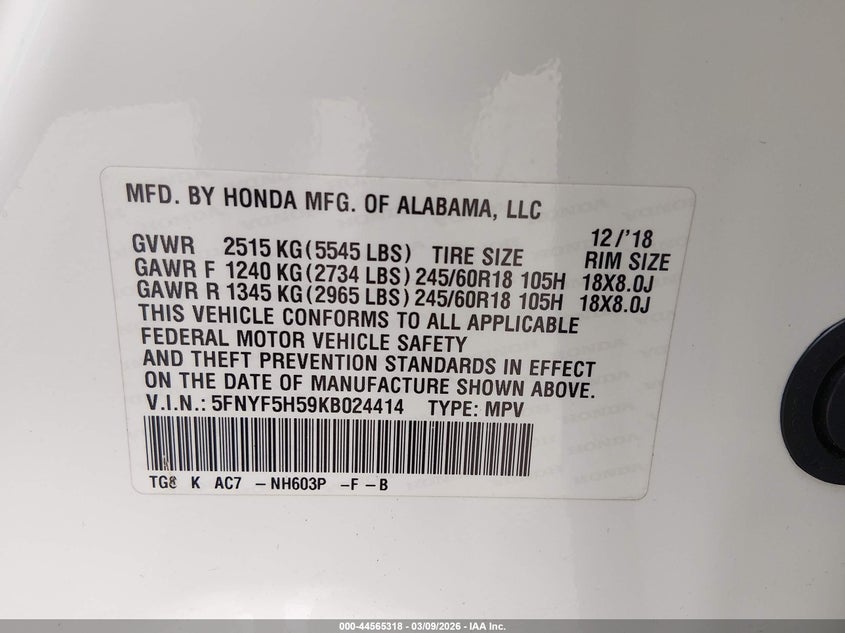 MFD. BY HONDA MFG. OF ALABAMA, LLC
12/'18
GVWR 2515 KG (5545 LBS) TIRE SIZE RIM SIZE
GAWR F 1240 KG (2734 LBS) 245/60R18 105H 18X8.0J
GAWR R 1345 KG (2965 LBS) 245/60R18 105H 18X8.0J
THIS VEHICLE CONFORMS TO ALL APPLICABLE
FEDERAL MOTOR VEHICLE SAFETY
AND THEFT PREVENTION STANDARDS IN EFFECT
ON THE DATE OF MANUFACTURE SHOWN ABOVE.
V.I.N.: 5FNYF5H59KB024414 TYPE: MPV
TG8 K AC7 -NH603P -F-B
000-44565318 - 03/09/2026 - IAA Inc.